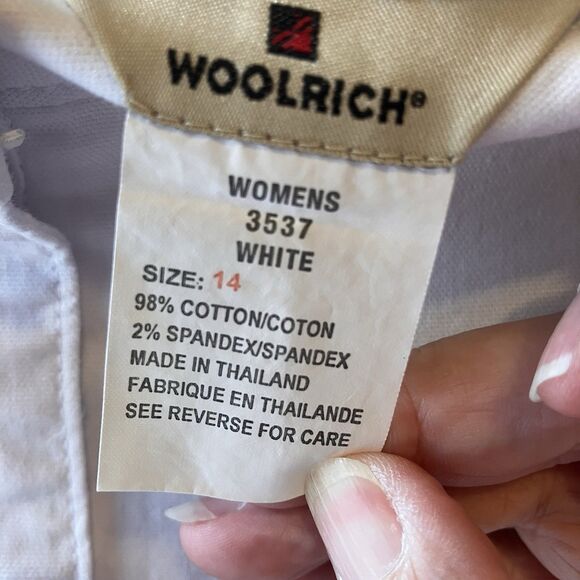 WOOLRICH®
WOMENS
3537
WHITE
SIZE: 14
98% COTTON/COTON
2% SPANDEX/SPANDEX
MADE IN THAILAND
FABRIQUE EN THAILANDE
SEE REVERSE FOR CARE